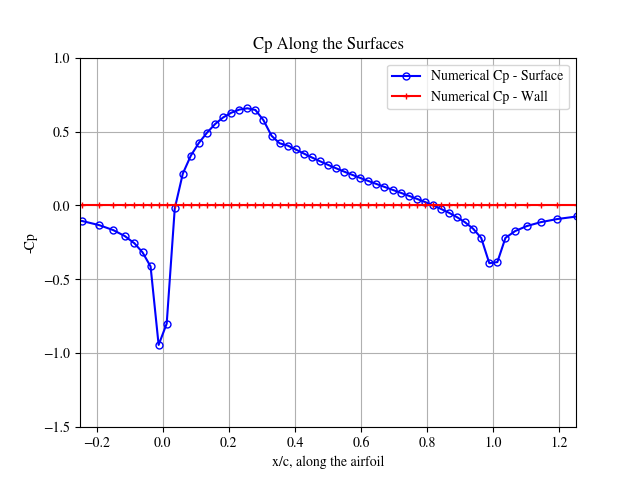 Cp Along the Surfaces
Numerical Cp - Surface
Numerical Cp - Wall
1.0
0.5
0.0
−0.5
−1.0
−1.5
-Cp
−0.2 0.0 0.2 0.4 0.6 0.8 1.0 1.2
x/c, along the airfoil